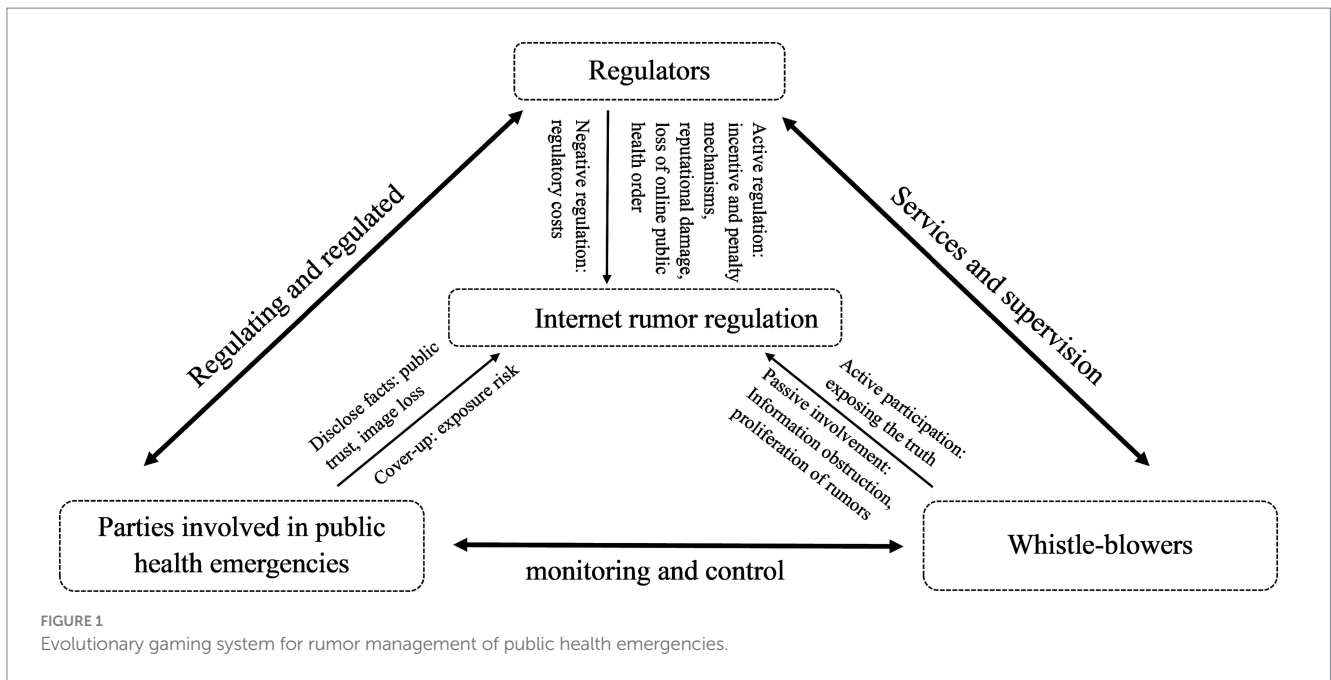 Regulators
Regulating and regulated
Negative regulation:
regulatory costs
Active regulation:
incentive and penalty
mechanisms,
reputational damage,
loss of online public
health order
Services and supervision
Internet rumor regulation
Disclose facts: public
trust, image loss
Cover-up: exposure risk
Active participation:
exposing the truth
Passive involvement:
Information obstruction,
proliferation of rumors
Parties involved in public
health emergencies
monitoring and control
Whistle-blowers
FIGURE 1
Evolutionary gaming system for rumor management of public health emergencies.